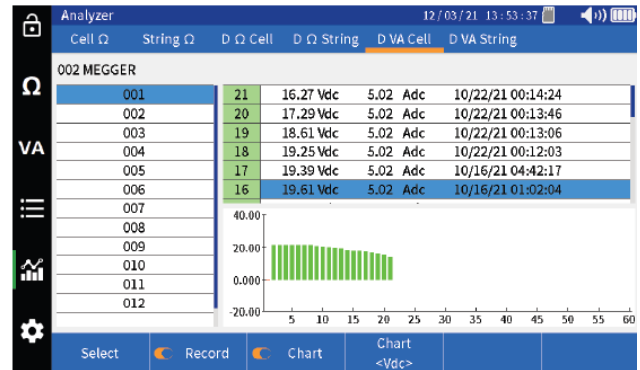 Analyzer 12/03/21 13:53:37
Cell Ω String Ω D Ω Cell D Ω String D VA Cell D VA String
002 MEGGER
Ω
VA
001
002
003
004
005
006
007
008
009
010
011
012
21 16.27 Vdc 5.02 Adc 10/22/21 00:14:24
20 17.29 Vdc 5.02 Adc 10/22/21 00:13:46
19 18.61 Vdc 5.02 Adc 10/22/21 00:13:06
18 19.25 Vdc 5.02 Adc 10/22/21 00:12:03
17 19.39 Vdc 5.02 Adc 10/16/21 04:42:17
16 19.61 Vdc 5.02 Adc 10/16/21 01:02:04
40.00
20.00
0.000
-20.00
5 10 15 20 25 30 35 40 45 50 55 60
Select Record Chart Chart
<Vdc>